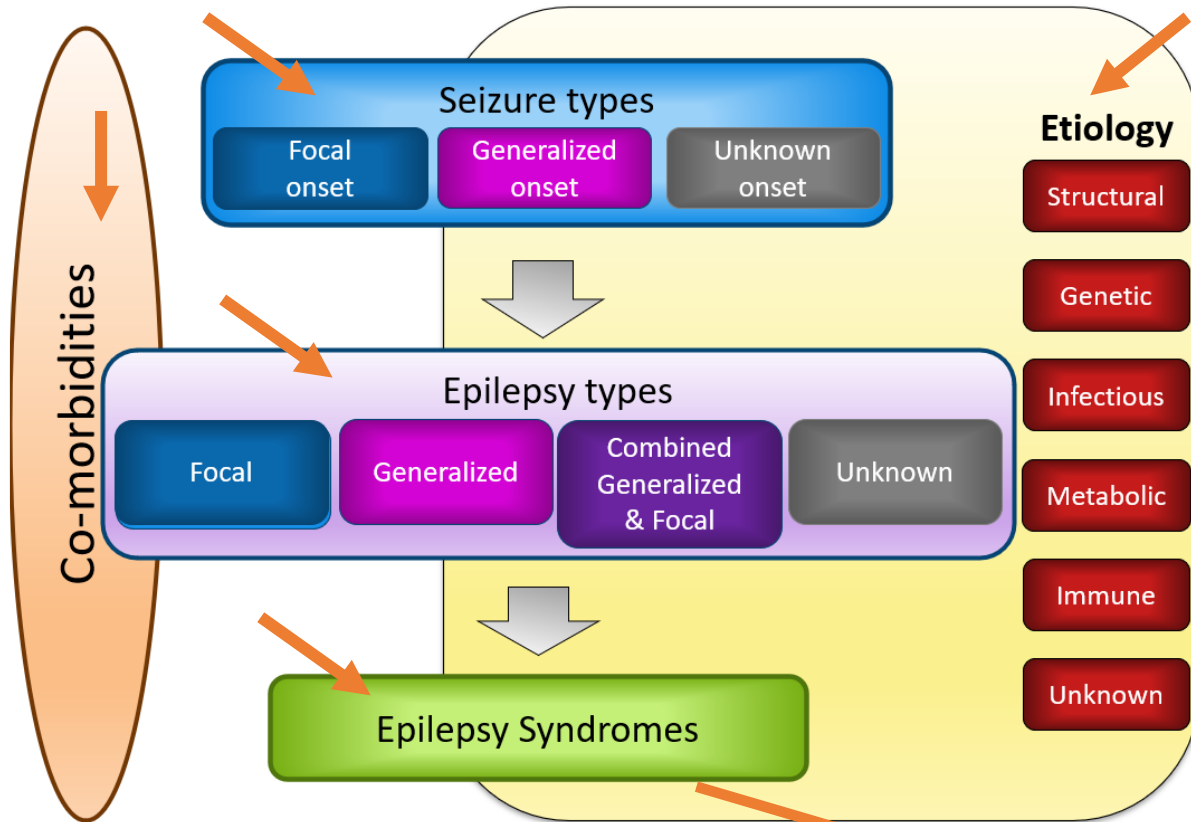 Co-morbidities
Seizure types
Focal
onset
Generalized
onset
Unknown
onset
Epilepsy types
Focal
Generalized
Combined
Generalized
& Focal
Unknown
Epilepsy Syndromes
Etiology
Structural
Genetic
Infectious
Metabolic
Immune
Unknown